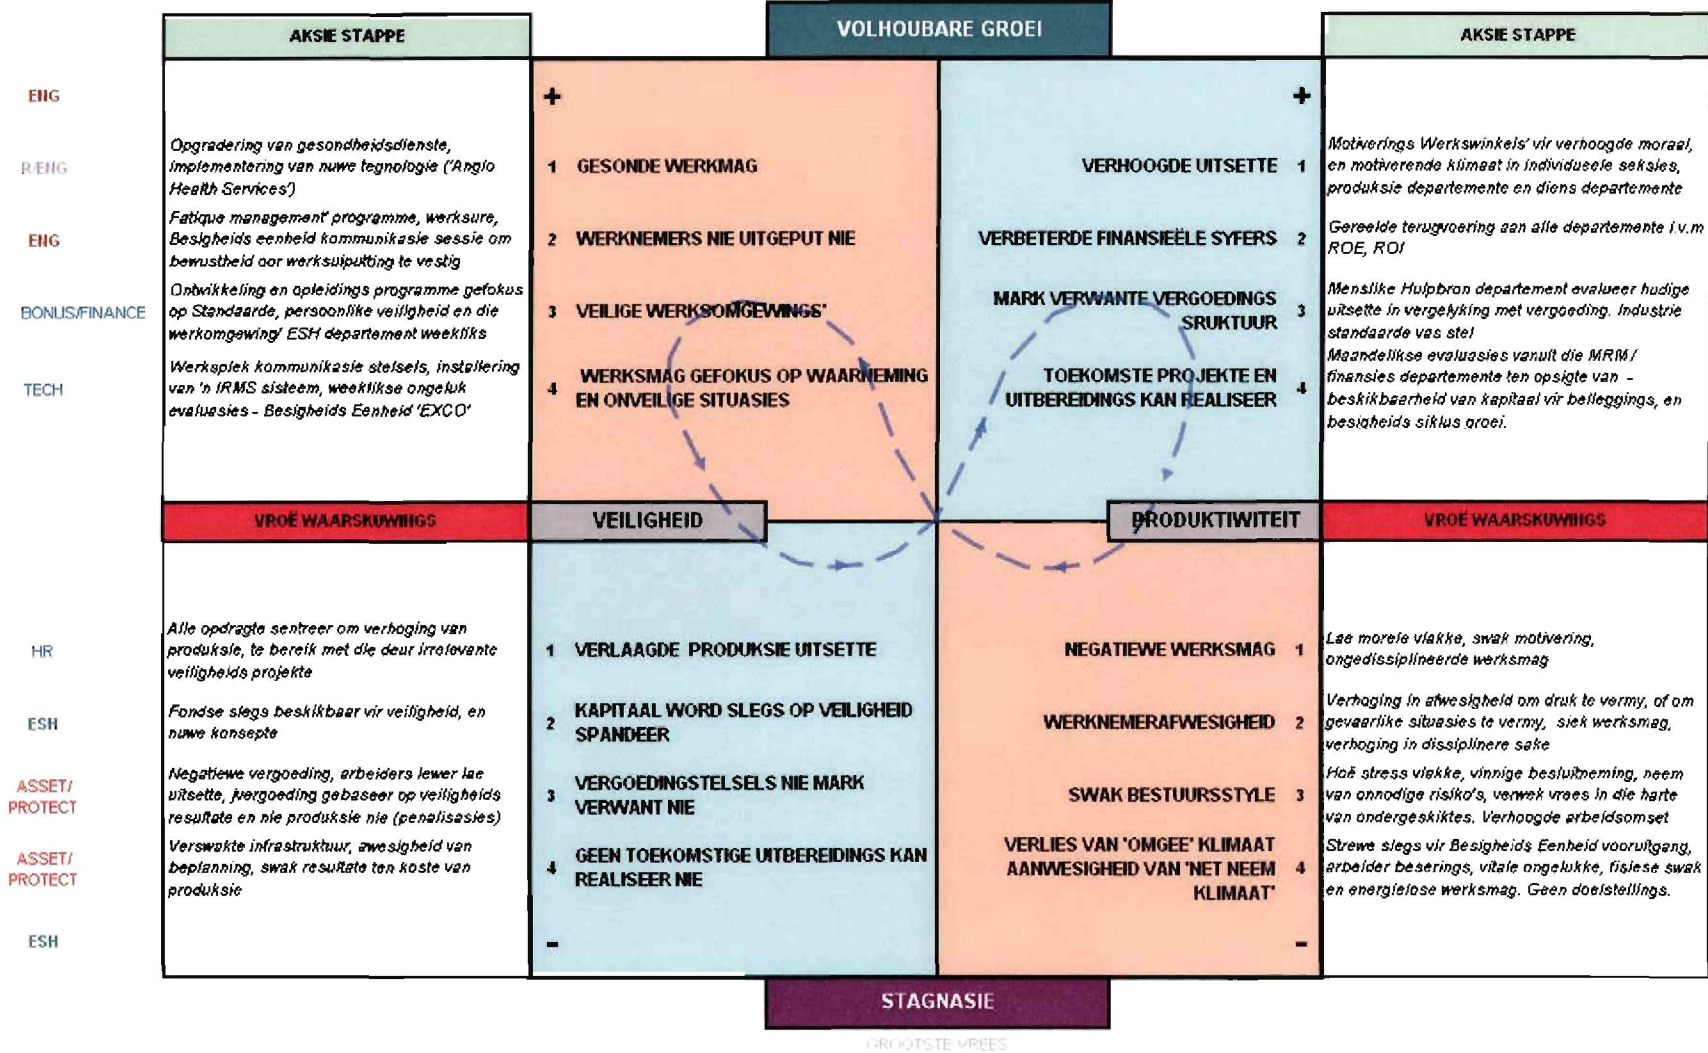 VOLHOUBARE GROEI
AKSIE STAPPE
AKSIE STAPPE
ENG
R/ENG
ENG
BONUS/FINANCE
TECH
Opgradering van gesondheidsdienste,
implementering van nuwe tegnologie ('Anglo
Health Services')
Fatique management' programme, werksure,
Besigheids eenheid kommunikasie sessie om
bewustheid oor werksuiputting te vestig
Ontwikkeling en opleidings programme gefokus
op Standaarde, persoonlike veiligheid en die
werkomgewing/ ESH departement weekliks
Werksplek kommunikasie stelsels, instellering
van 'n IRMS sisteem, weeklikse ongeluk
evaluasies - Besigheids Eenheid 'EXCO'
+
1 GESONDE WERKMAG
2 WERKNEMERS NIE UITGEPUT NIE
3 VEILIGE WERKSOMGEWINGS'
4 WERKSMAG GEFOKUS OP WAARNEMING
EN ONVEILIGE SITUASIES
+
VERHOOGDE UITSETTE 1
VERBETERDE FINANSIEËLE SYFERS 2
MARK VERWANTE VERGOEDINGS
SRUKTUUR 3
TOEKOMSTE PROJEKTE EN
UITBEREIDINGS KAN REALISEER 4
Motiverings Werkswinkels' vir verhoogde moraal,
en motiverende klimaat in individueele seksies,
produksie departemente en diens departemente
Gereelde terugvoering aan alle departemente i.v.m
ROE, ROI
Menslike Hulpbron departement evalueer hudige
uitsette in vergelyking met vergoeding. Industrie
standaarde vas stel
Maandelikse evaluasies vanuit die MRM /
finansies departemente ten opsigte van -
beskikbaarheid van kapitaal vir belleggings, en
besigheids siklus groei.
VROË WAARSKUWINGS
VEILIGHEID
PRODUKTIWITEIT
VROË WAARSKUWINGS
HR
ESH
ASSET/
PROTECT
ASSET/
PROTECT
ESH
Alle opdragte sentreer om verhoging van
produksie, te bereik met die deur irrelevante
veiligheids projekte
Fondse slegs beskikbaar vir veiligheid, en
nuwe konsepte
Negatiewe vergoeding, arbeiders lewer lae
uitsette, jvergoeding gebaseer op veiligheids
resultate en nie produksie nie (penalisasies)
Verswakte infrastruktuur, awesigheid van
beplanning, swak resultate ten koste van
produksie
1 VERLAAGDE PRODUKSIE UITSETTE
2 KAPITAAL WORD SLEGS OP VEILIGHEID
SPANDEER
3 VERGOEDINGSTELSELS NIE MARK
VERWANT NIE
4 GEEN TOEKOMSTIGE UITBEREIDINGS KAN
REALISEER NIE
-
NEGATIEWE WERKSMAG 1
WERKNEMERAFWESIGHEID 2
SWAK BESTUURSSTYLE 3
VERLIES VAN 'OMGEE' KLIMAAT
AANWESIGHEID VAN 'NET NEEM 4
KLIMAAT'
-
Lae morele vlakke, swak motivering,
ongedissiplineerde werksmag
Verhoging in afwesigheid om druk te vermy, of om
gevaarlike situasies te vermy, siek werksmag,
verhoging in dissiplinere sake
Hoë stress vlakke, vinnige besluitneming, neem
van onnodige risiko's, verwek vrees in die harte
van ondergeskiktes. Verhoogde arbeidsomset
Strewe slegs vir Besigheids Eenheid vooruitgang,
arbeider beserings, vitale ongelukke, fisiese swak
en energielose werksmag. Geen doelstellings.
STAGNASIE
GROOTSTE VREES